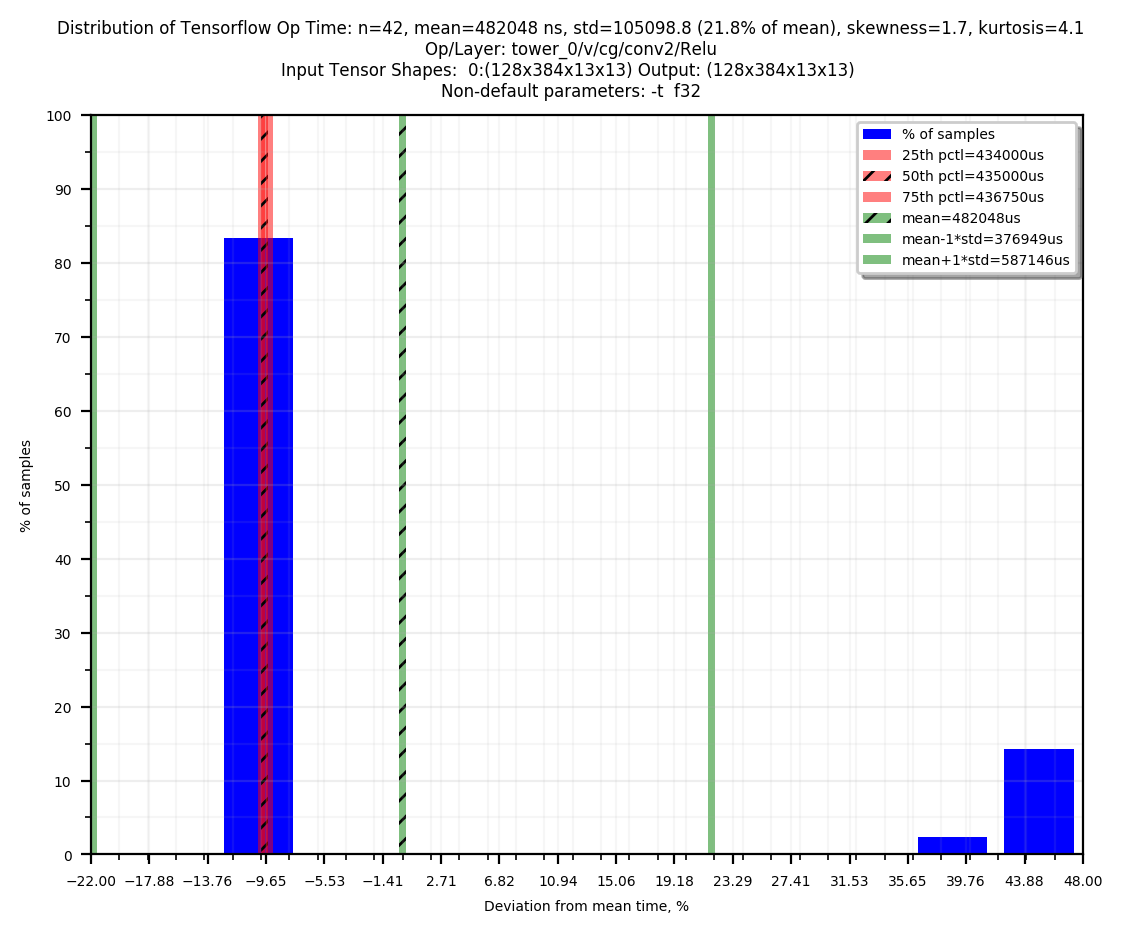 Distribution of Tensorflow Op Time: n=42, mean=482048 ns, std=105098.8 (21.8% of mean), skewness=1.7, kurtosis=4.1
Op/Layer: tower_0/v/cg/conv2/Relu
Input Tensor Shapes:  0:(128x384x13x13) Output: (128x384x13x13)
Non-default parameters: -t  f32
% of samples
25th pctl=434000us
50th pctl=435000us
75th pctl=436750us
mean=482048us
mean-1*std=376949us
mean+1*std=587146us
100
90
80
70
60
50
40
30
20
10
0
% of samples
−22.00 −17.88 −13.76 −9.65 −5.53 −1.41 2.71 6.82 10.94 15.06 19.18 23.29 27.41 31.53 35.65 39.76 43.88 48.00
Deviation from mean time, %